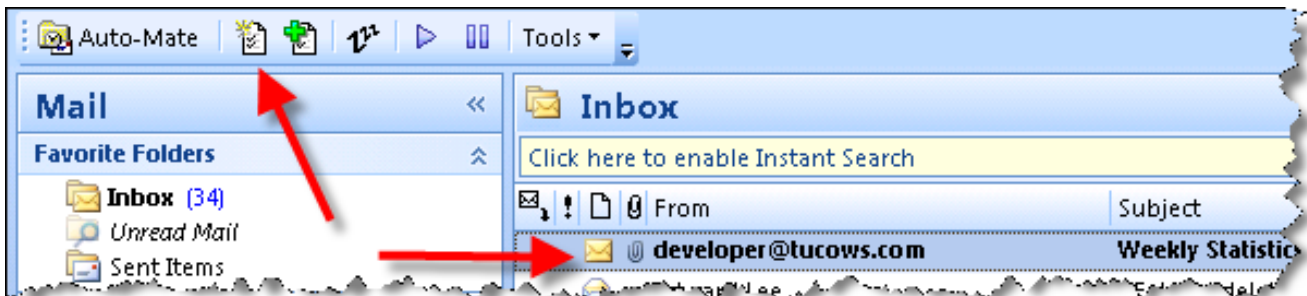 Auto-Mate
Tools
Mail
Inbox
Favorite Folders
Click here to enable Instant Search
Inbox (34)
From
Subject
Unread Mail
developer@tucows.com
Weekly Statistic
Sent Items